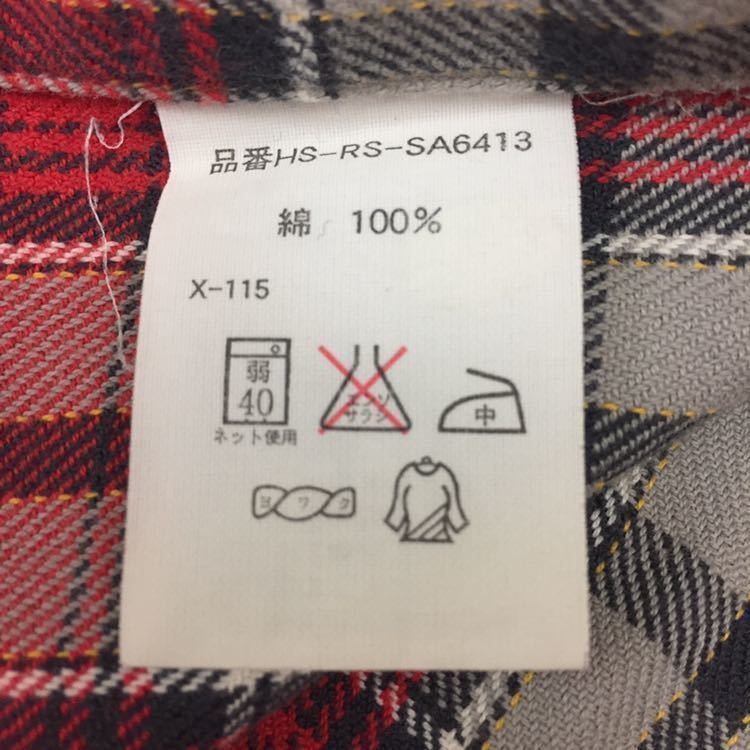 品番HS-RS-SA6413
綿 100%
X-115
弱
40
ネット使用
エンソ
サラシ
中
ヨワク